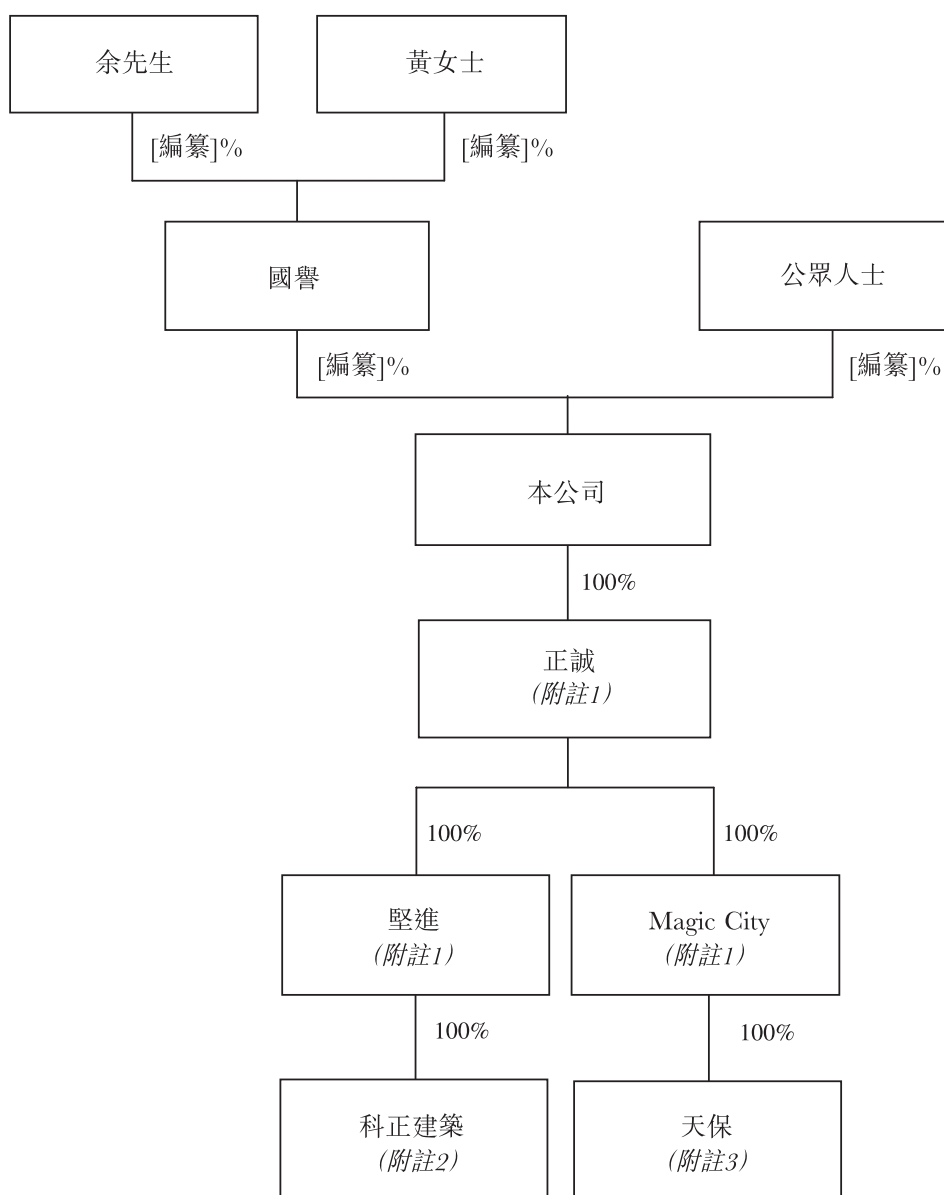 余先生
黃女士
[編纂]%
[編纂]%
國譽
公眾人士
[編纂]%
[編纂]%
本公司
100%
正誠
(附註1)
100%
100%
堅進
(附註1)
Magic City
(附註1)
100%
100%
科正建築
(附註2)
天保
(附註3)